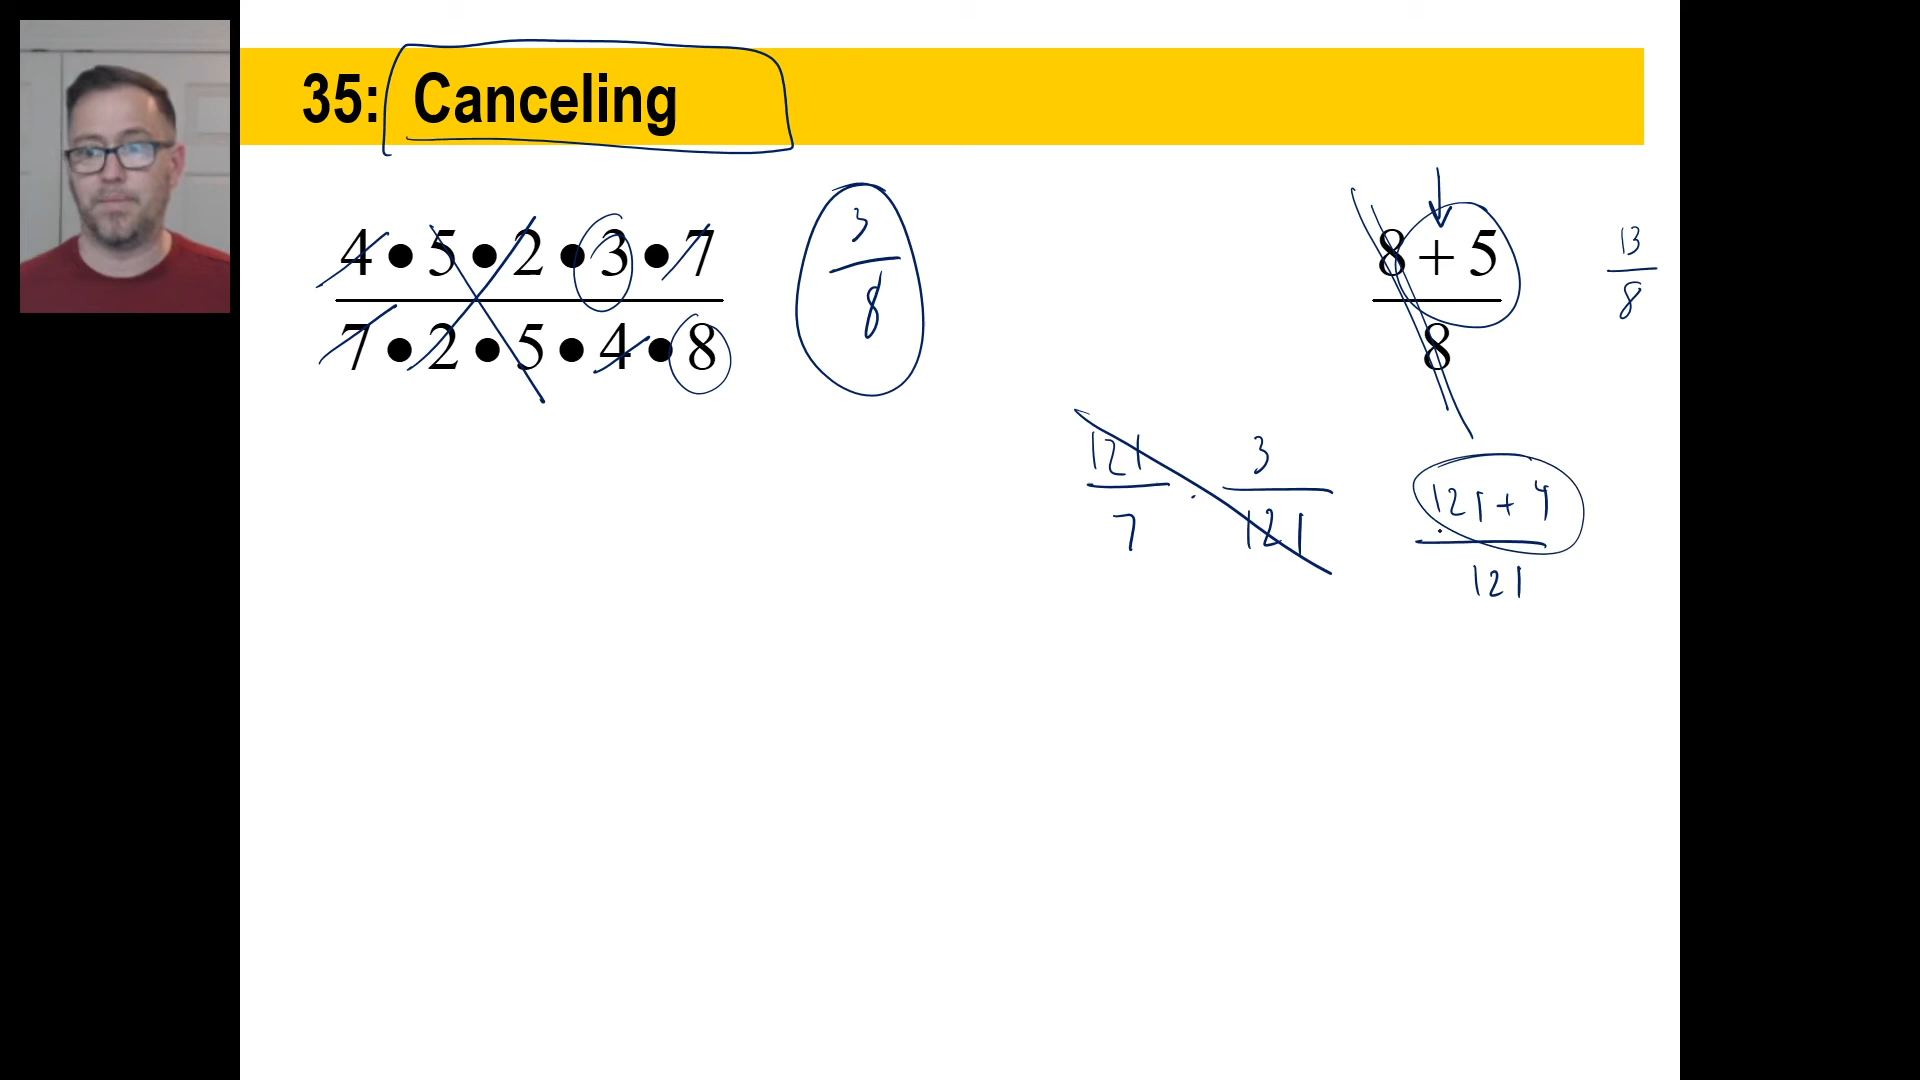 35: Canceling
4 • 5 • 2 • 3 • 7
7 • 2 • 5 • 4 • 8
3
8
8 + 5
8
13
8
121
7
·
3
121
121 + 4
121